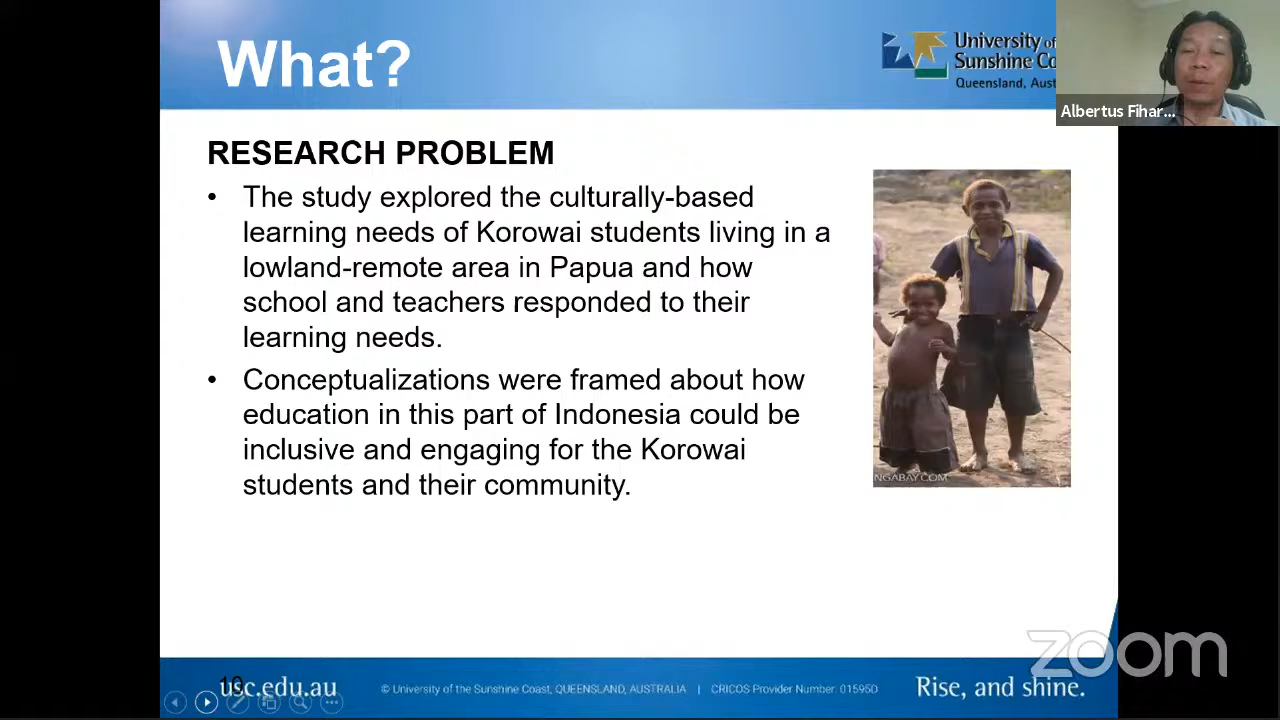 What?
University of
Sunshine Co
Queensland, Aust
Albertus Fihar...
RESEARCH PROBLEM
• The study explored the culturally-based
learning needs of Korowai students living in a
lowland-remote area in Papua and how
school and teachers responded to their
learning needs.
• Conceptualizations were framed about how
education in this part of Indonesia could be
inclusive and engaging for the Korowai
students and their community.
NGABAY.COM
zoom
19
usc.edu.au
© University of the Sunshine Coast, QUEENSLAND, AUSTRALIA | CRICOS Provider Number: 01595D
Rise, and shine.